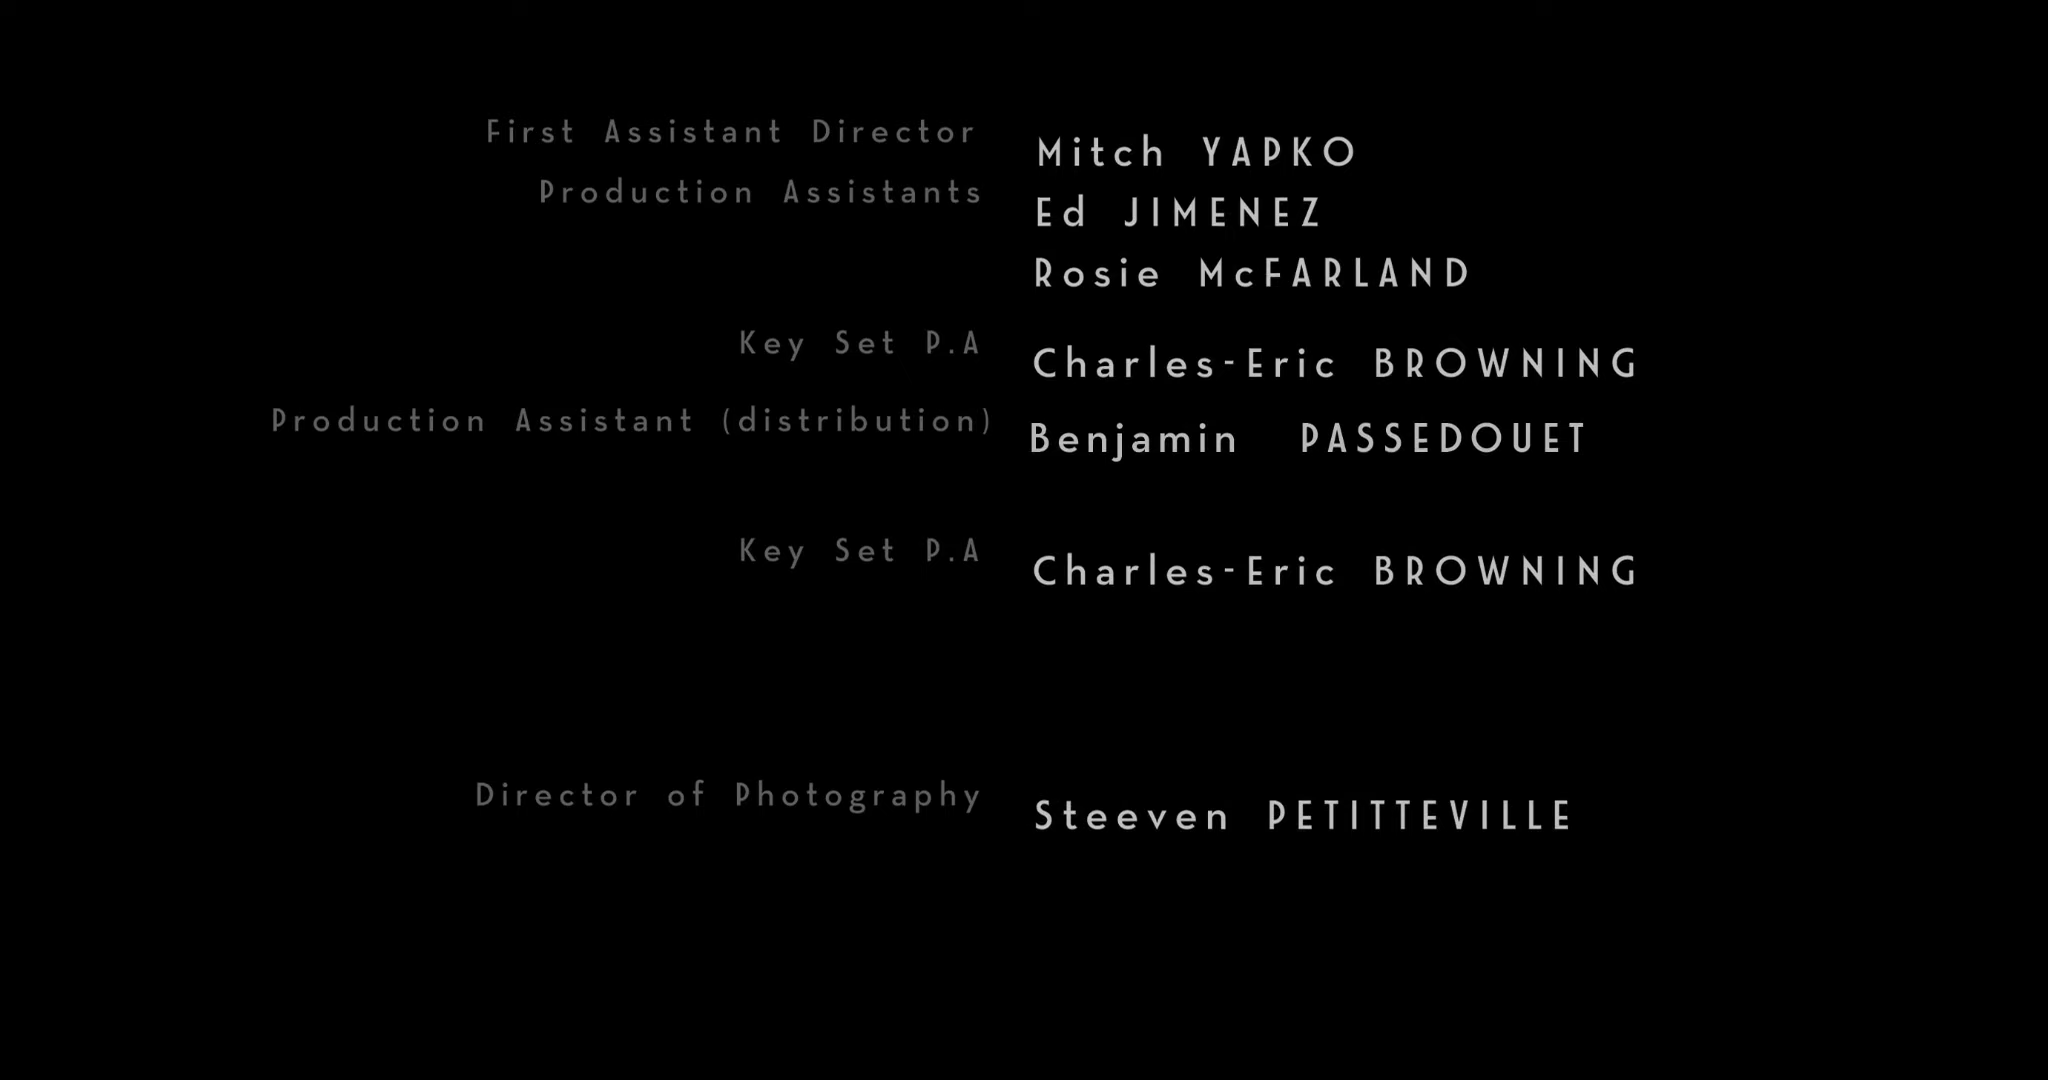 First Assistant Director Mitch YAPKO
Production Assistants Ed JIMENEZ
Rosie McFARLAND
Key Set P.A Charles-Eric BROWNING
Production Assistant (distribution) Benjamin PASSEDOUET
Key Set P.A Charles-Eric BROWNING
Director of Photography Steeven PETITTEVILLE